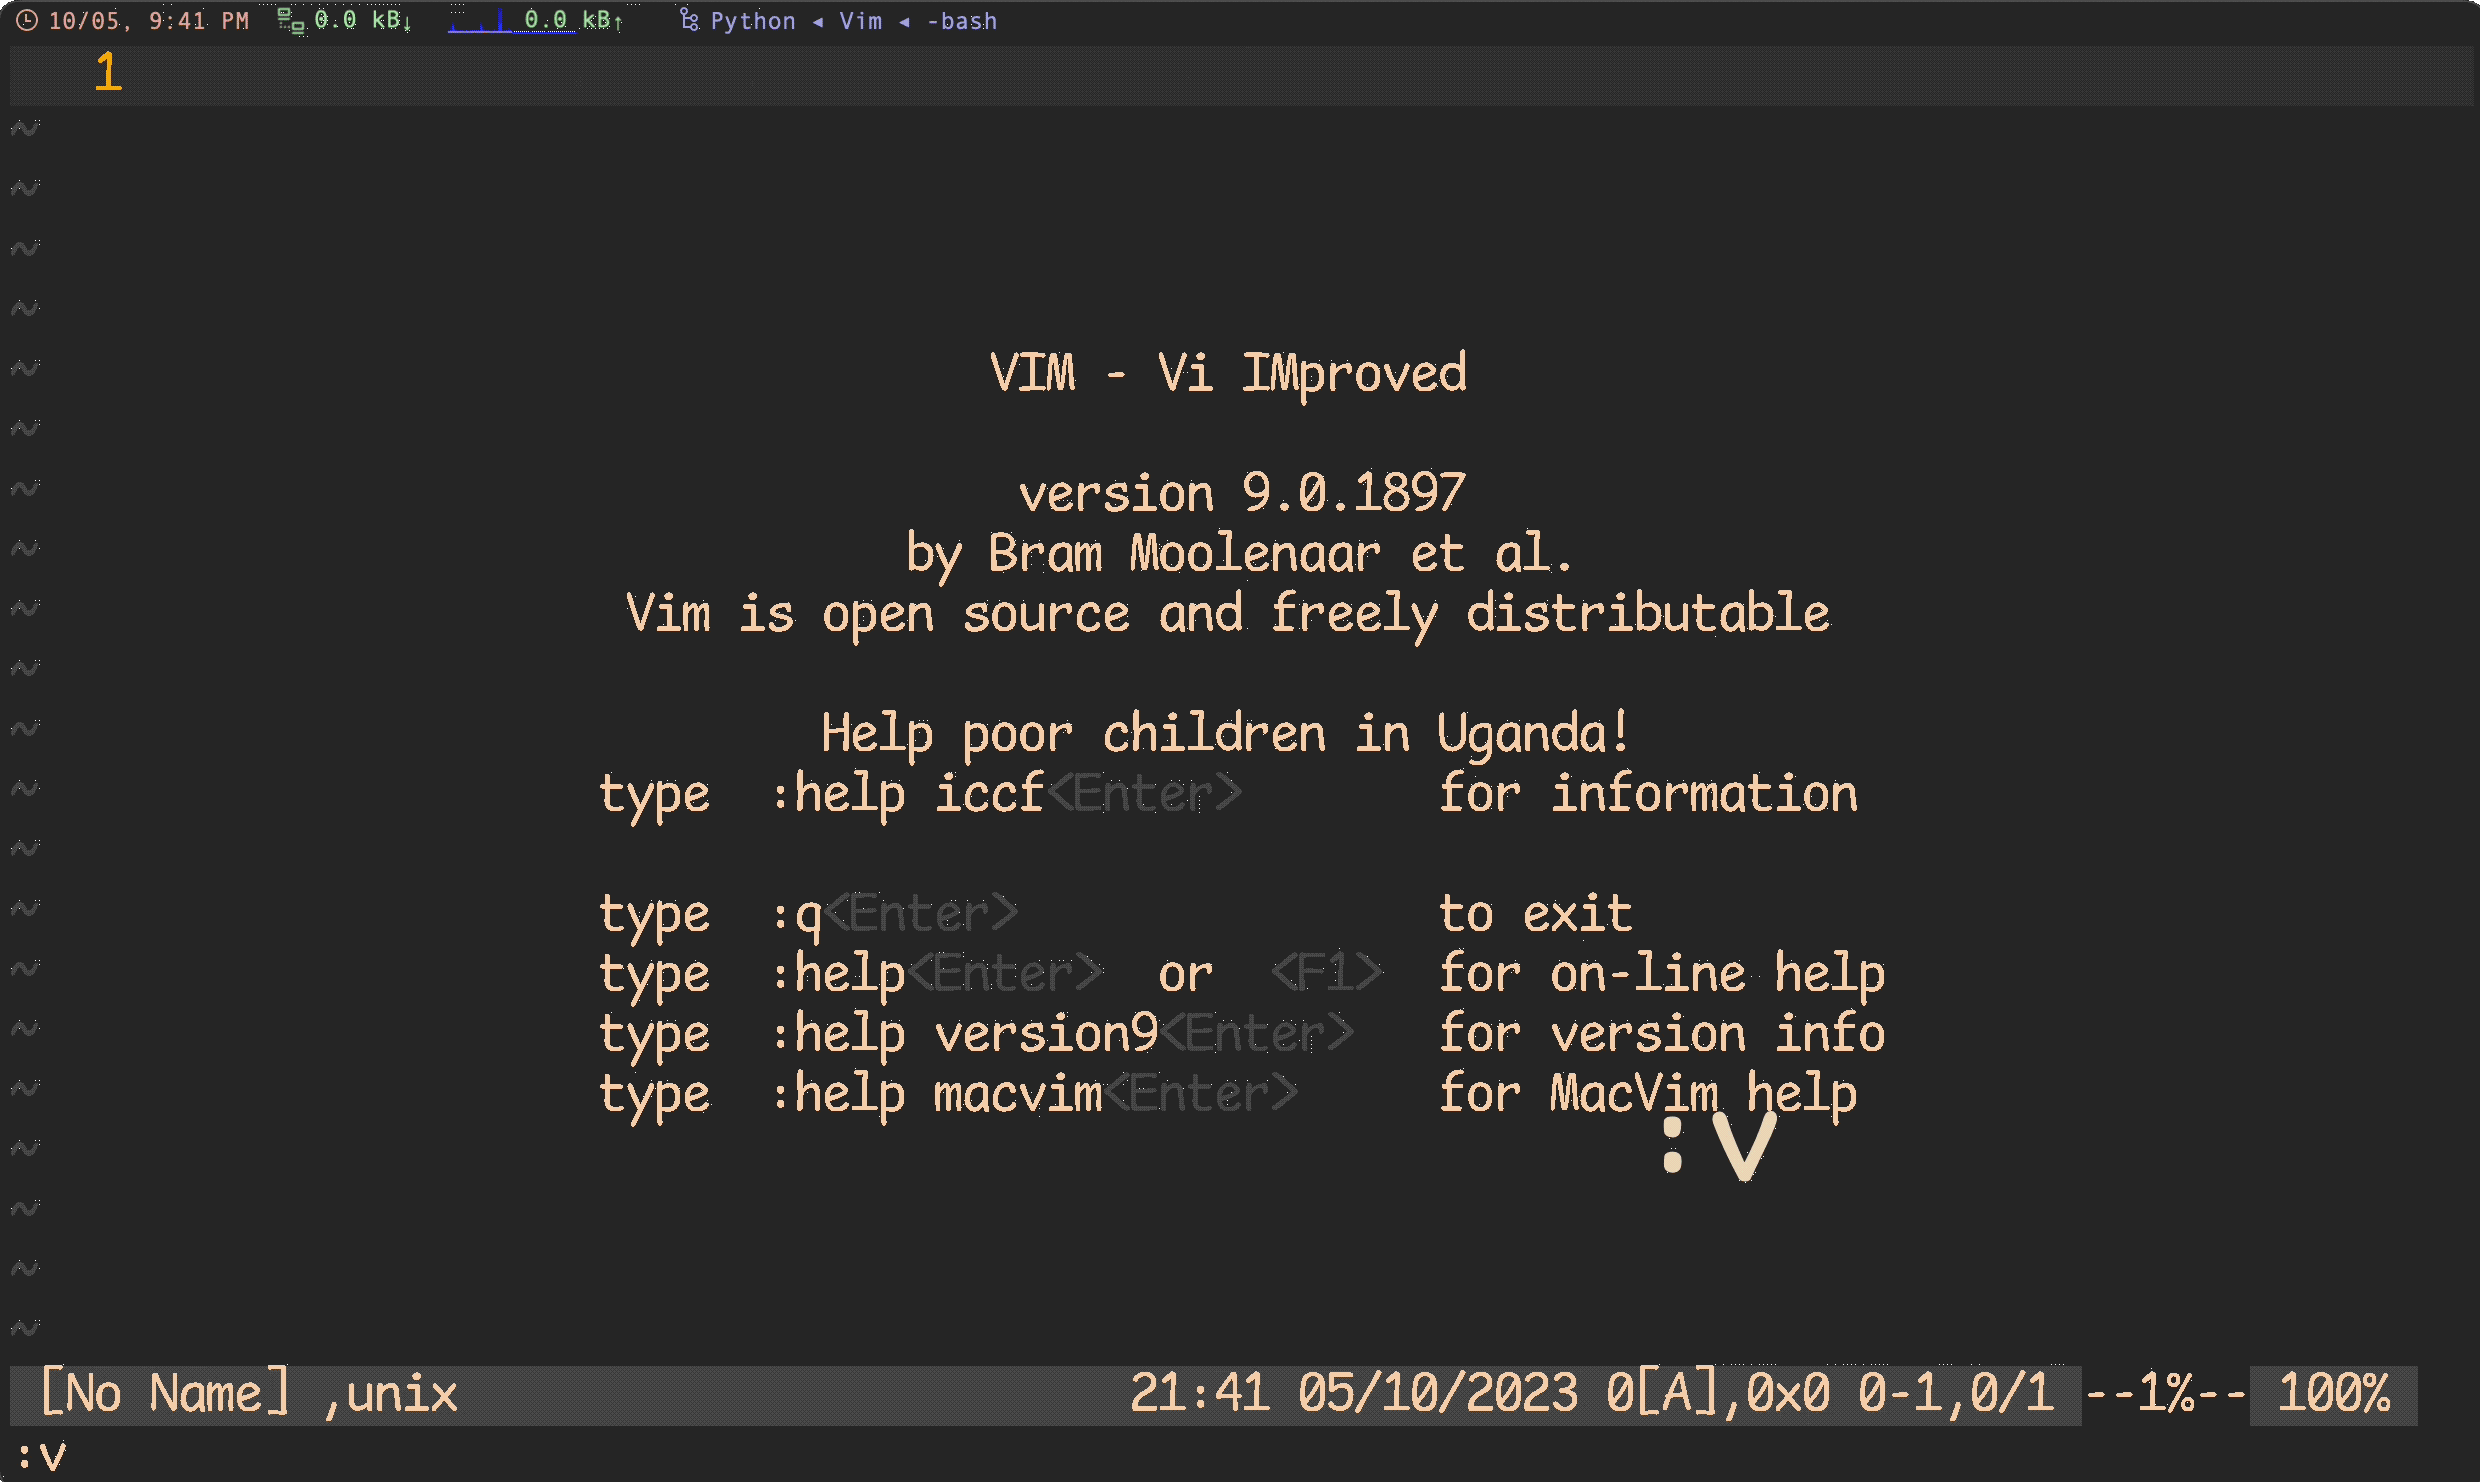 10/05, 9:41 PM 0.0 kB↓ 0.0 kB↑ Python ◂ Vim ◂ -bash
1
~
~
~
~
~
VIM - Vi IMproved
~
~
version 9.0.1897
~
by Bram Moolenaar et al.
~
Vim is open source and freely distributable
~
~
Help poor children in Uganda!
~
type :help iccf<Enter> for information
~
~
type :q<Enter> to exit
~
type :help<Enter> or <F1> for on-line help
~
type :help version9<Enter> for version info
~
type :help macvim<Enter> for MacVim help
~
:v
~
~
~
[No Name] ,unix 21:41 05/10/2023 0[A],0x0 0-1,0/1 --1%-- 100%
:v